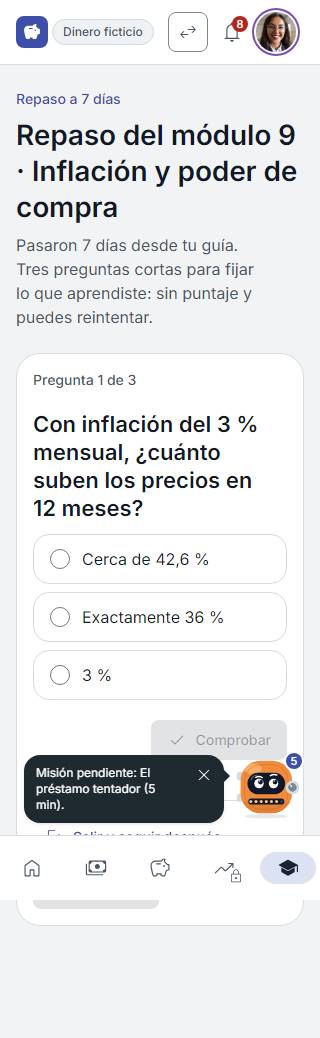 Dinero ficticio
8
Repaso a 7 días
Repaso del módulo 9
· Inflación y poder de
compra
Pasaron 7 días desde tu guía.
Tres preguntas cortas para fijar
lo que aprendiste: sin puntaje y
puedes reintentar.
Pregunta 1 de 3
Con inflación del 3 %
mensual, ¿cuánto
suben los precios en
12 meses?
Cerca de 42,6 %
Exactamente 36 %
3 %
Comprobar
Misión pendiente: El
préstamo tentador (5
min).
5